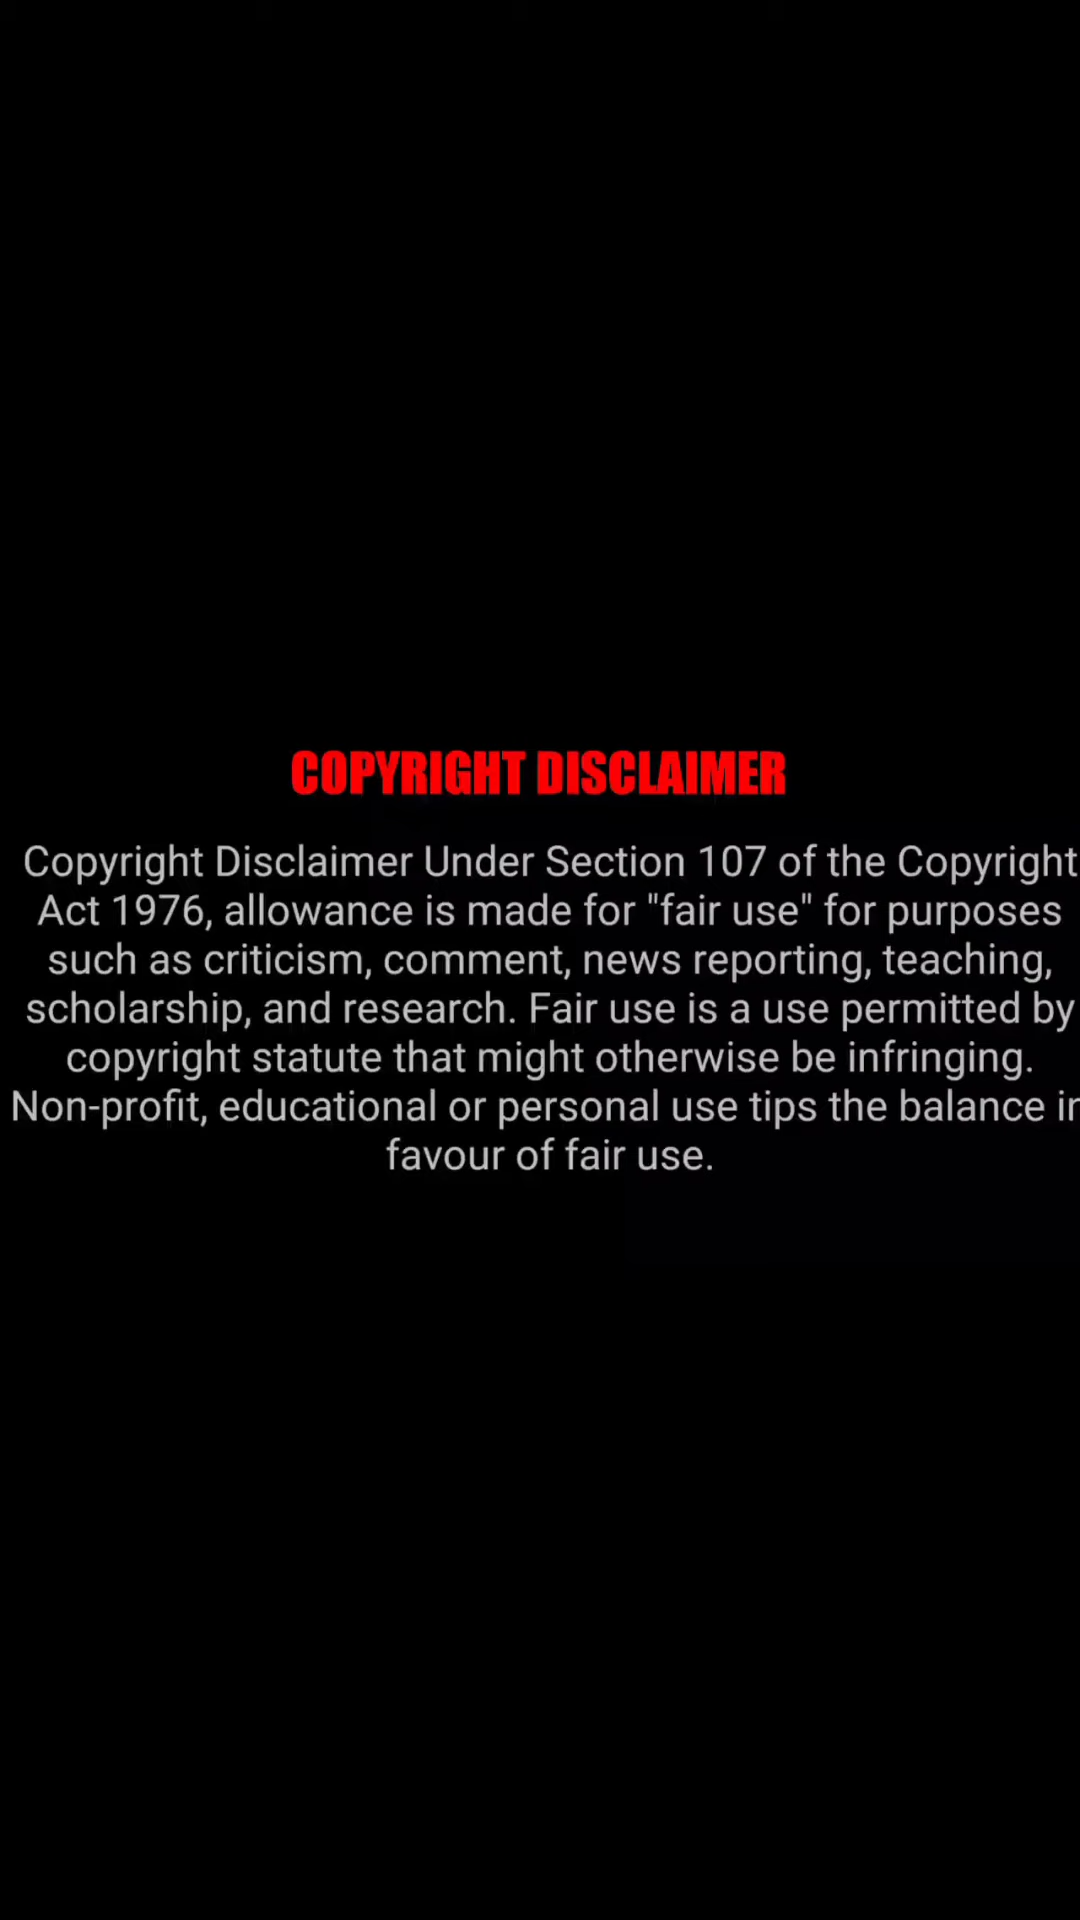 COPYRIGHT DISCLAIMER
Copyright Disclaimer Under Section 107 of the Copyright
Act 1976, allowance is made for "fair use" for purposes
such as criticism, comment, news reporting, teaching,
scholarship, and research. Fair use is a use permitted by
copyright statute that might otherwise be infringing.
Non-profit, educational or personal use tips the balance in
favour of fair use.